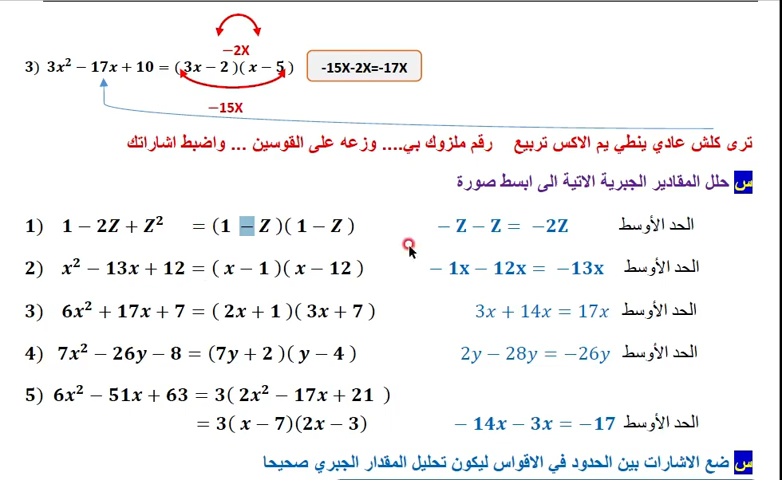 −2X
3) 3x² − 17x + 10 = ( 3x − 2 )( x − 5 ) -15X-2X=-17X
−15X
ترى كلش عادي ينطي يم الاكس تربيع رقم ملزوك بي.... وزعه على القوسين ... واضبط اشاراتك
س حلل المقادير الجبرية الاتية الى ابسط صورة
1) 1 − 2Z + Z² = (1 − Z )( 1 − Z ) − Z − Z = −2Z الحد الأوسط
2) x² − 13x + 12 = ( x − 1 )( x − 12 ) − 1x − 12x = −13x الحد الأوسط
3) 6x² + 17x + 7 = ( 2x + 1 )( 3x + 7 ) 3x + 14x = 17x الحد الأوسط
4) 7x² − 26y − 8 = (7y + 2 )( y − 4 ) 2y − 28y = −26y الحد الأوسط
5) 6x² − 51x + 63 = 3( 2x² − 17x + 21 )
= 3( x − 7 )(2x − 3) − 14x − 3x = −17 الحد الأوسط
س ضع الاشارات بين الحدود في الاقواس ليكون تحليل المقدار الجبري صحيحا